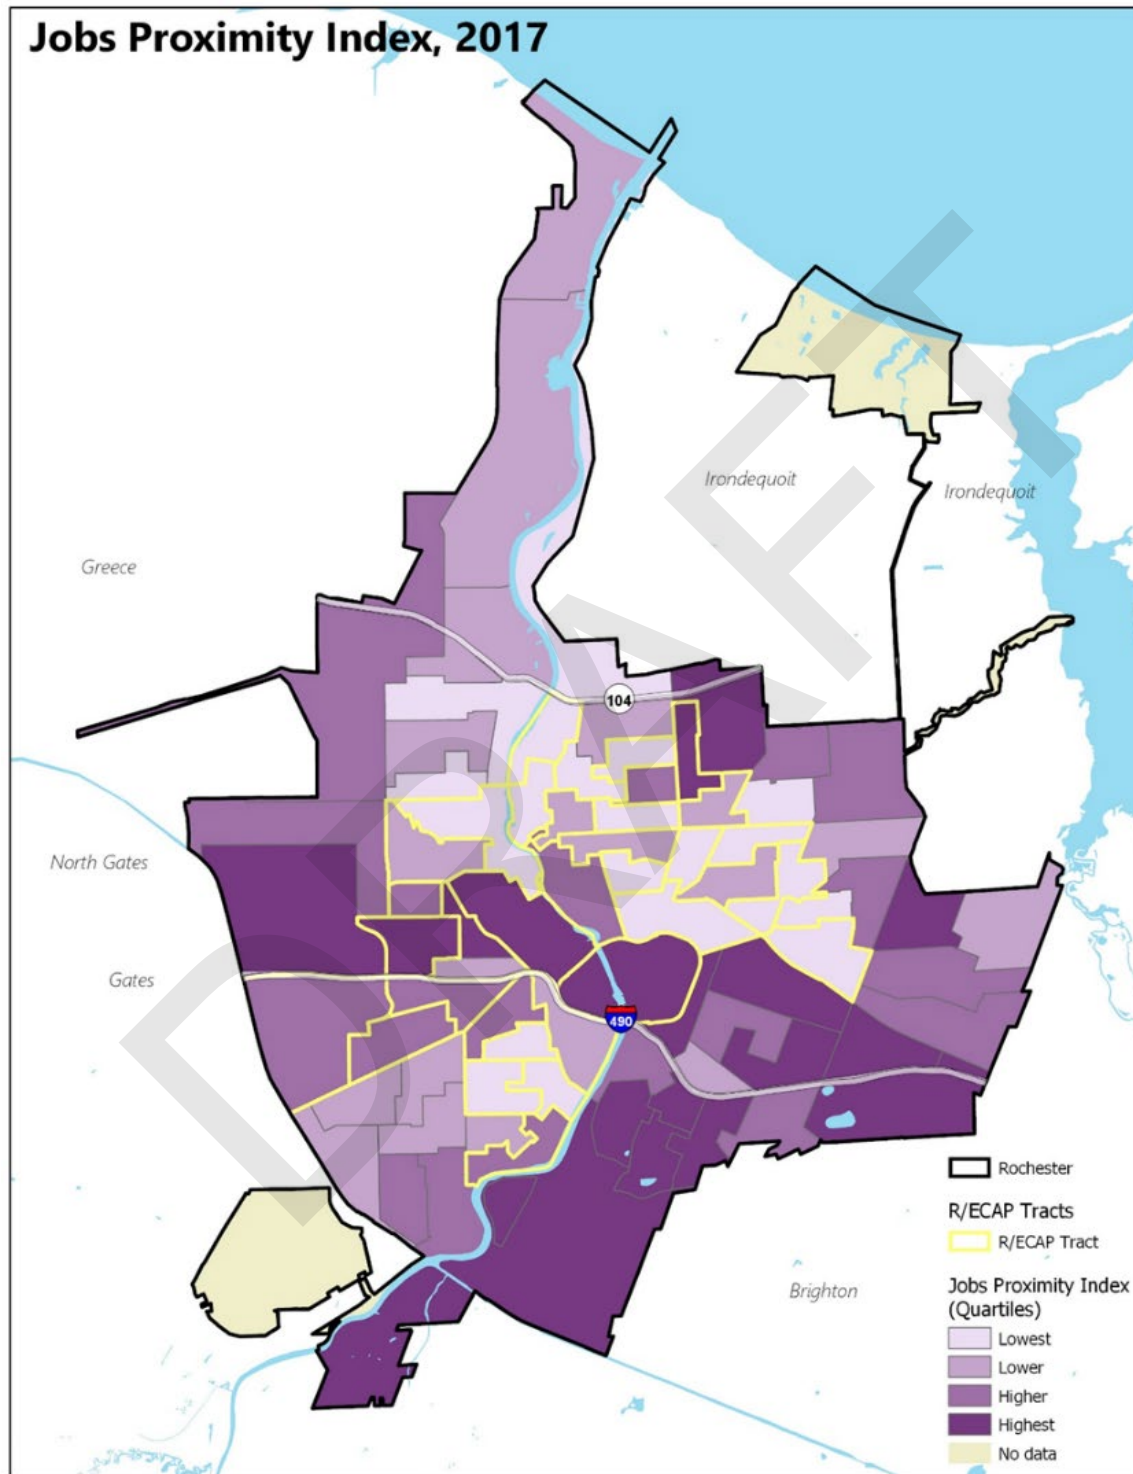 Jobs Proximity Index, 2017
Irondequoit
Irondequoit
Greece
104
North Gates
Gates
490
Brighton
DRAFT
Rochester
R/ECAP Tracts
R/ECAP Tract
Jobs Proximity Index
(Quartiles)
Lowest
Lower
Higher
Highest
No data